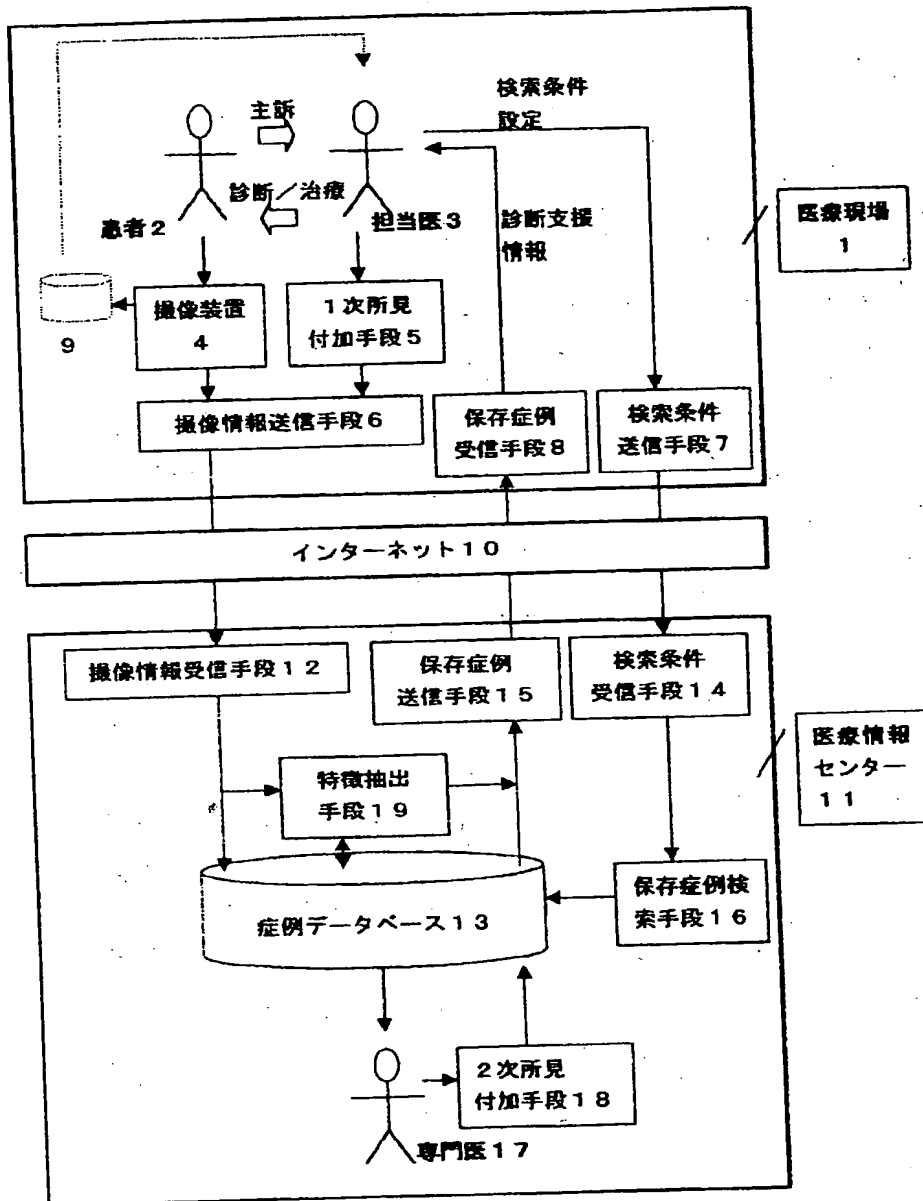 主訴
検索条件
設定
診断／治療
患者２
担当医３
診断支援
情報
医療現場
１
撮像装置
４
１次所見
付加手段５
９
撮像情報送信手段６
保存症例
受信手段８
検索条件
送信手段７
インターネット１０
撮像情報受信手段１２
保存症例
送信手段１５
検索条件
受信手段１４
医療情報
センター
１１
特徴抽出
手段１９
症例データベース１３
保存症例検
索手段１６
２次所見
付加手段１８
専門医１７